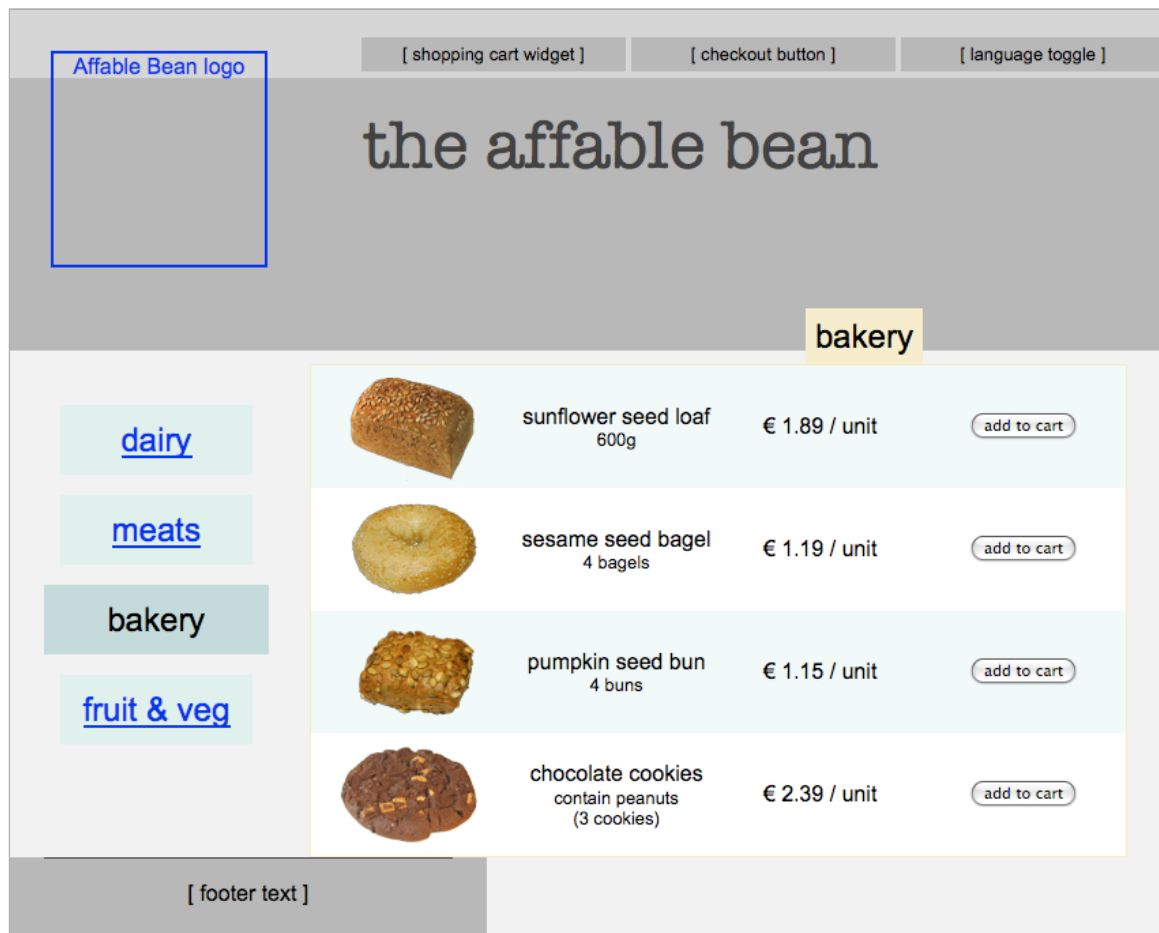 [ shopping cart widget ]
[ checkout button ]
[ language toggle ]
Affable Bean logo
the affable bean
bakery
dairy
meats
bakery
fruit & veg
sunflower seed loaf
600g
€ 1.89 / unit
add to cart
sesame seed bagel
4 bagels
€ 1.19 / unit
add to cart
pumpkin seed bun
4 buns
€ 1.15 / unit
add to cart
chocolate cookies
contain peanuts
(3 cookies)
€ 2.39 / unit
add to cart
[ footer text ]